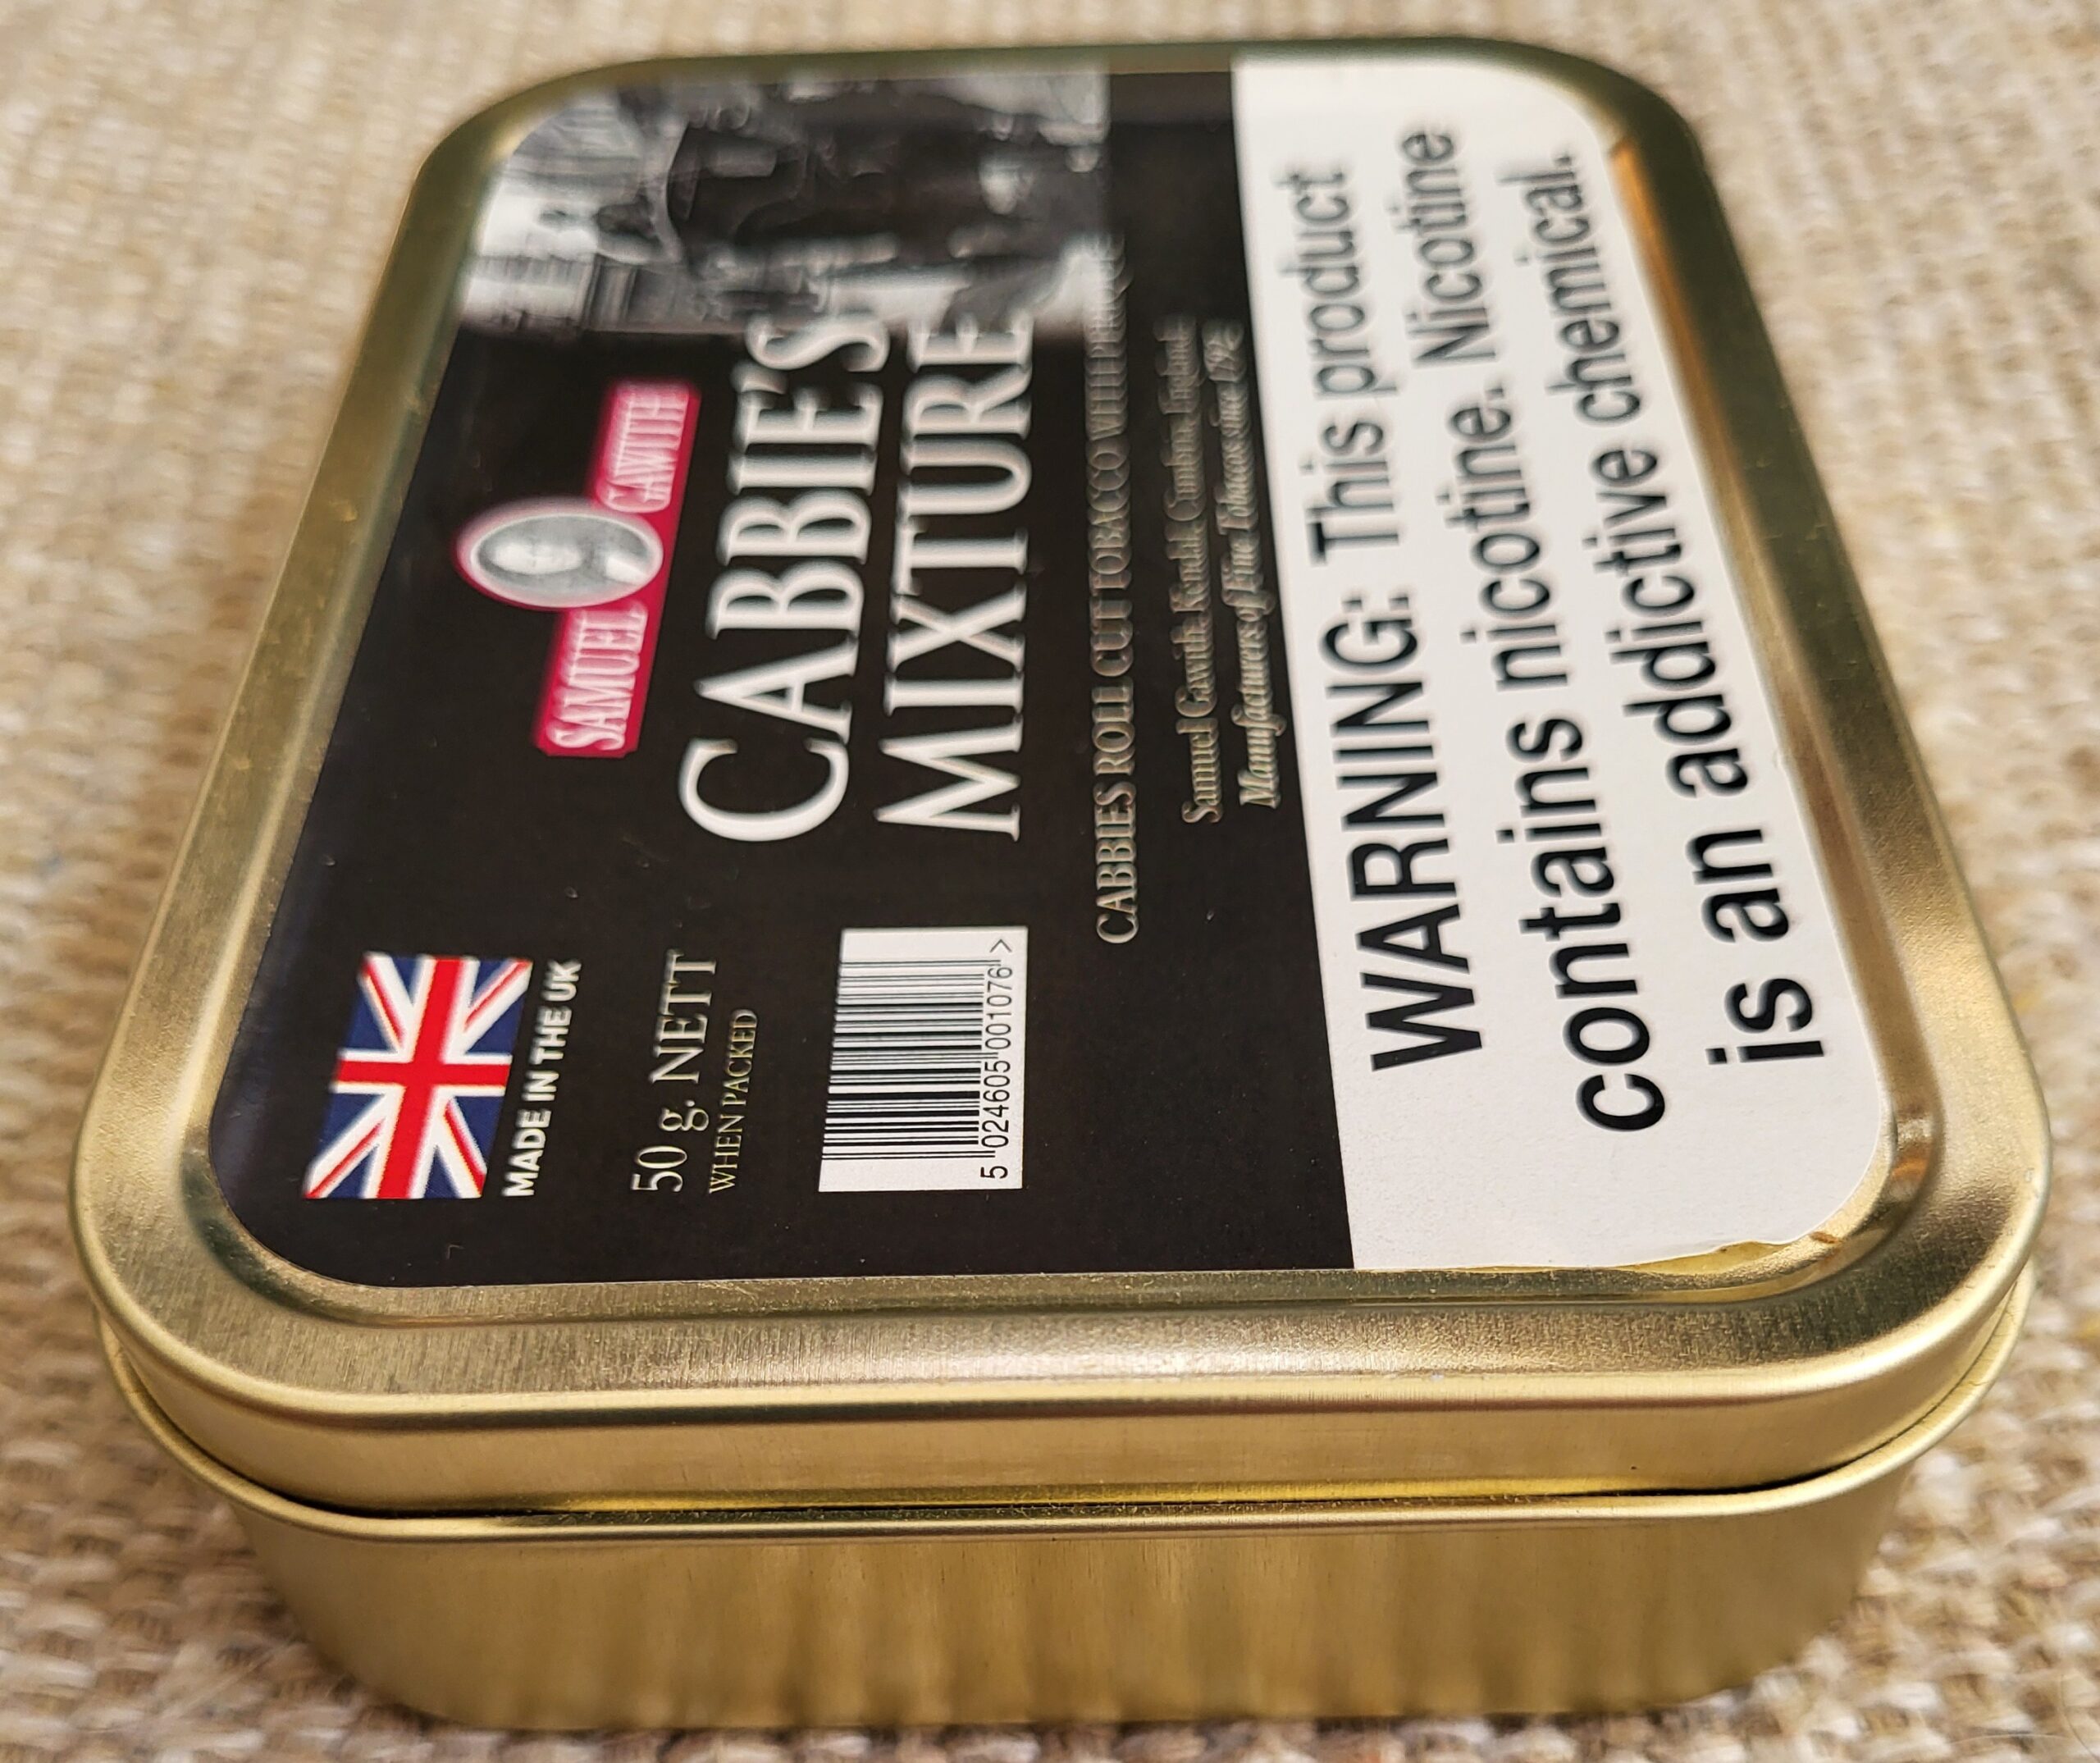 SAMUEL GAWITH
CABBIE'S
MIXTURE
CABBIES ROLL CUT TOBACCO WITH PERIQUE
Samuel Gawith, Kendal, Cumbria, England
Manufacturers of Fine Tobaccos since 1792
MADE IN THE UK
50 g. NETT
WHEN PACKED
5 024605 001076 >
WARNING: This product
contains nicotine. Nicotine
is an addictive chemical.